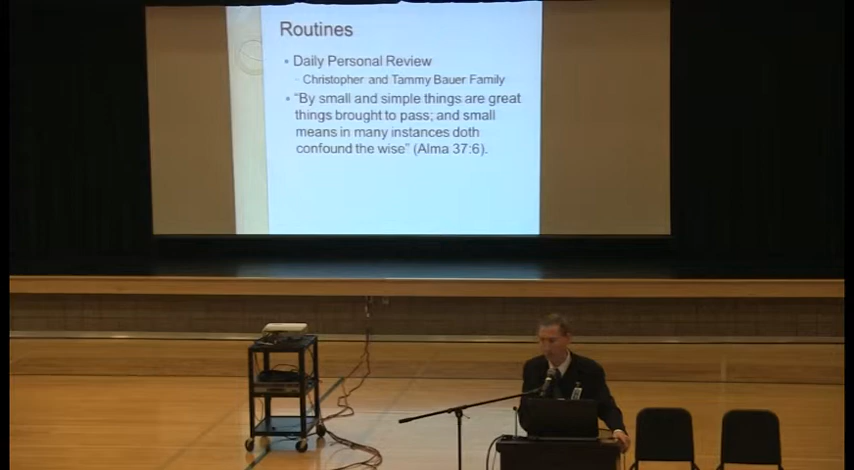 Routines
Daily Personal Review
Christopher and Tammy Bauer Family
"By small and simple things are great
things brought to pass; and small
means in many instances doth
confound the wise" (Alma 37:6).